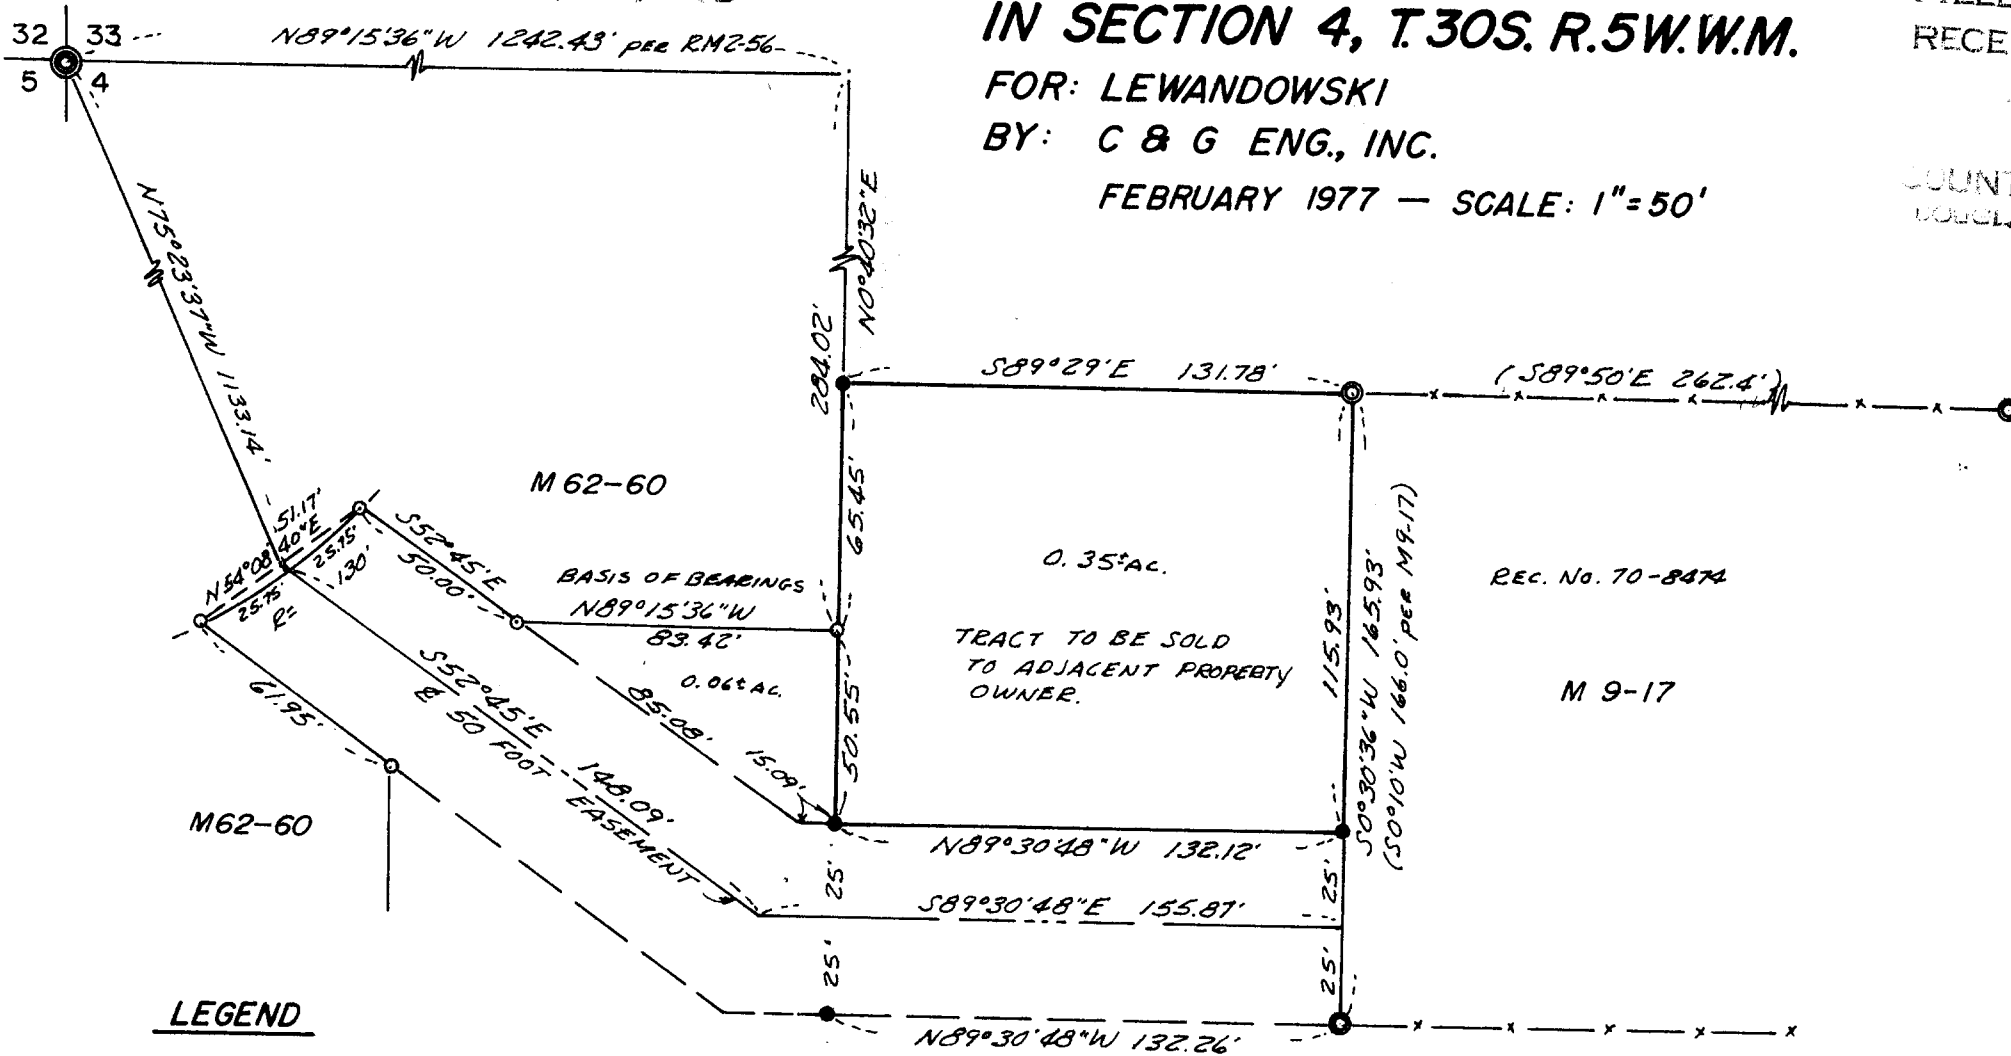 IN SECTION 4, T.30S. R.5W.W.M.
FOR: LEWANDOWSKI
BY: C & G ENG., INC.
FEBRUARY 1977 — SCALE: 1"=50'
RECE
COUNT
32 33
5 4
N89°15'36"W 1242.43' PER RM2-56
N75°23'37"W 1133.14'
N0°40'32"E
284.02'
S89°29'E 131.78'
(S89°50'E 262.4')
M 62-60
65.45'
51.17'
N54°08'40"E
25.75'
25.75'
R=
130'
S52°45'E
50.00'
BASIS OF BEARINGS
N89°15'36"W
83.42'
0.06± AC.
0.35± AC.
TRACT TO BE SOLD
TO ADJACENT PROPERTY
OWNER.
115.93'
S0°30'36"W 165.93'
(S0°10'W 166.0' PER M9-17)
REC. No. 70-8474
M 9-17
61.95'
S52°45'E
148.09'
℄ 50 FOOT EASEMENT
85.08'
15.09'
50.55'
M62-60
N89°30'48"W 132.12'
25'
25'
S89°30'48"E 155.87'
25'
25'
N89°30'48"W 132.26'
LEGEND